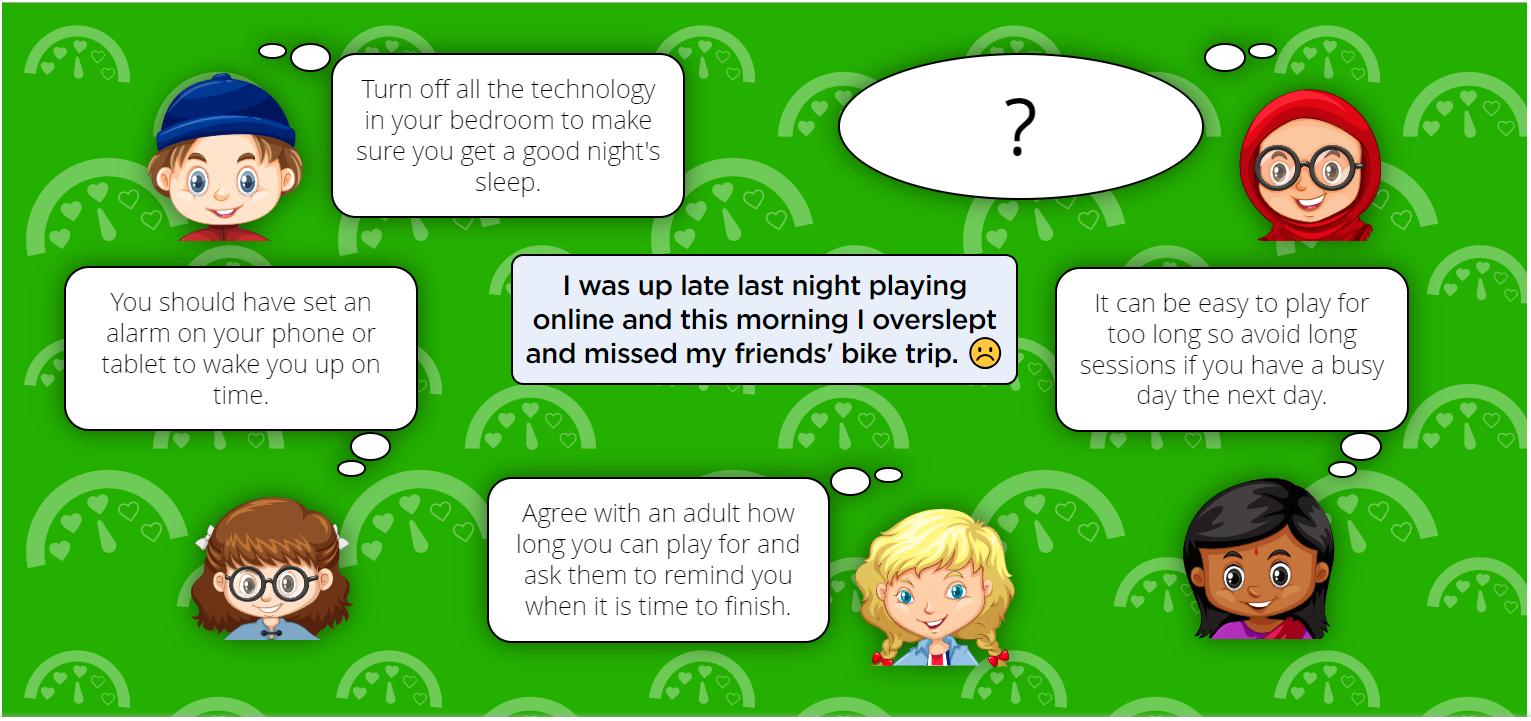 Turn off all the technology
in your bedroom to make
sure you get a good night's
sleep.
?
You should have set an
alarm on your phone or
tablet to wake you up on
time.
I was up late last night playing
online and this morning I overslept
and missed my friends' bike trip. ☹️
It can be easy to play for
too long so avoid long
sessions if you have a busy
day the next day.
Agree with an adult how
long you can play for and
ask them to remind you
when it is time to finish.